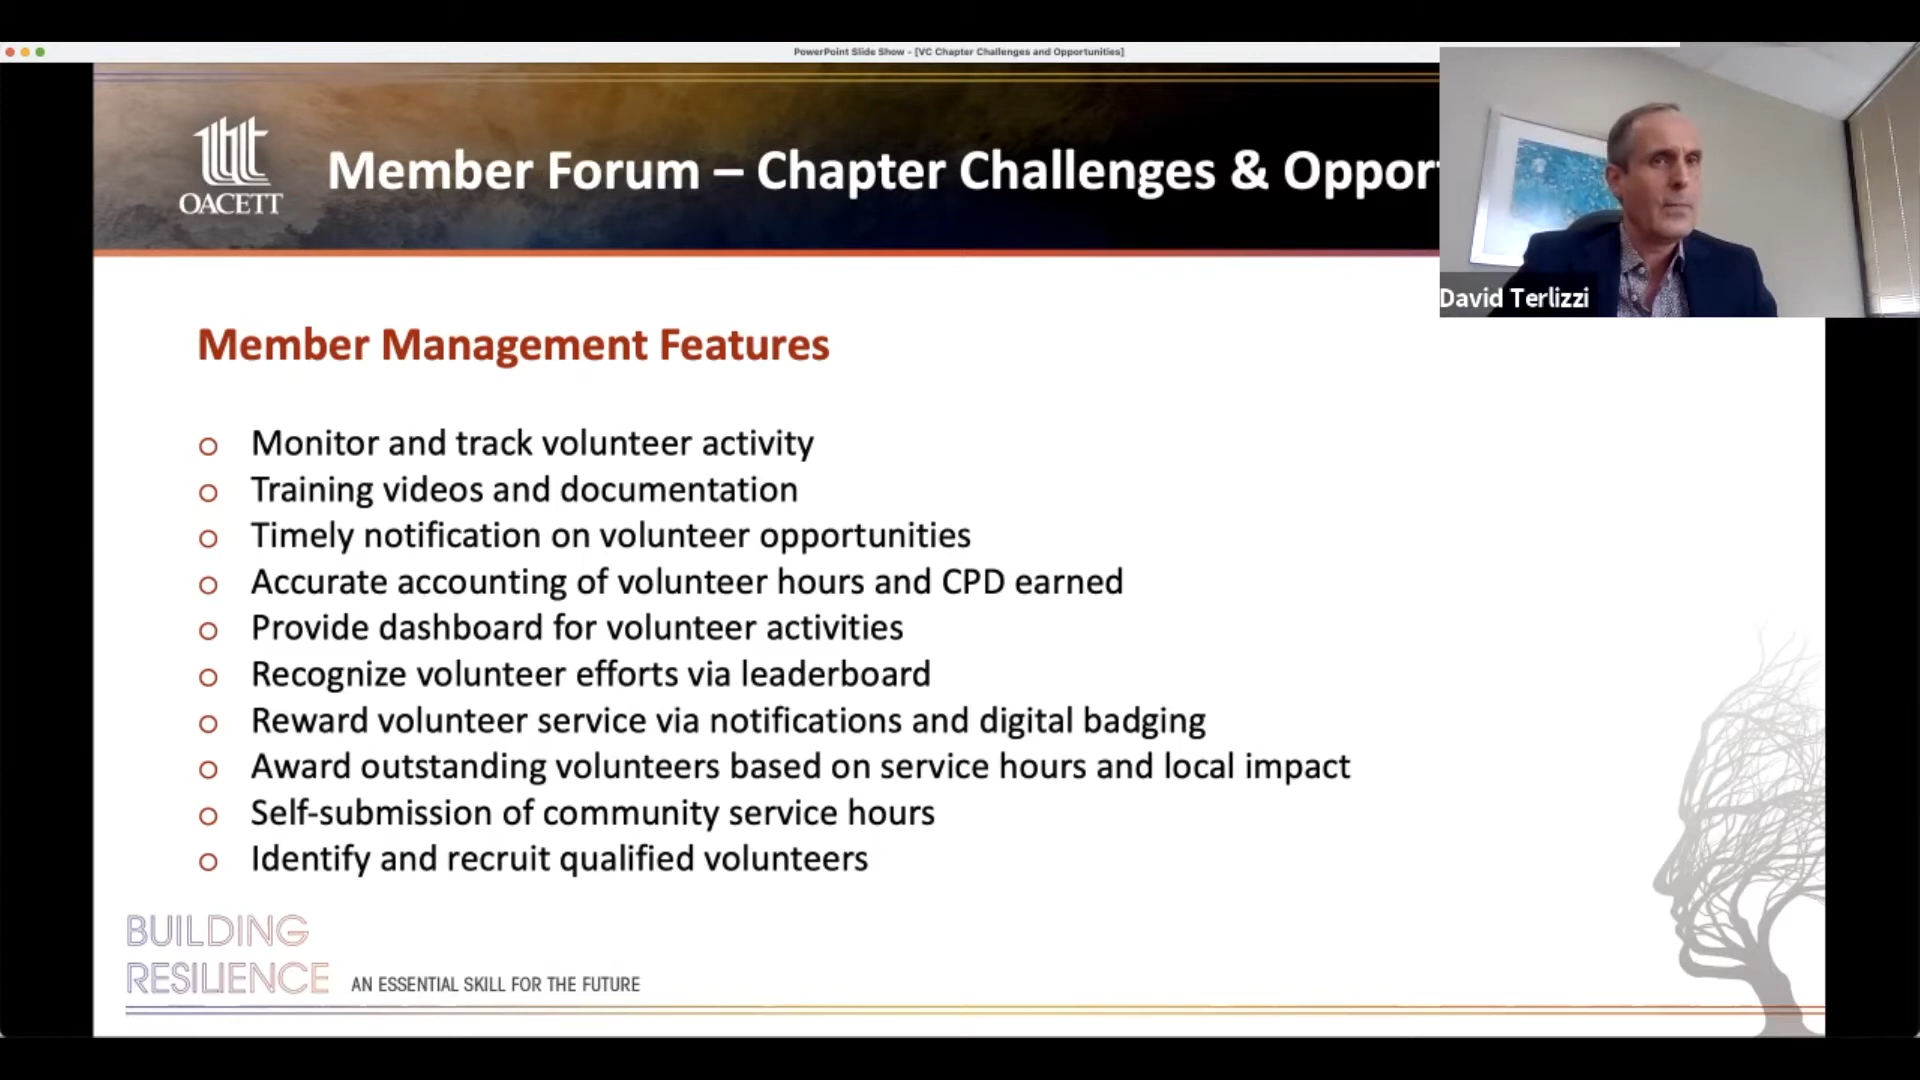 PowerPoint Slide Show - [VC Chapter Challenges and Opportunities]
OACETT
Member Forum – Chapter Challenges & Oppor
David Terlizzi
Member Management Features
Monitor and track volunteer activity
Training videos and documentation
Timely notification on volunteer opportunities
Accurate accounting of volunteer hours and CPD earned
Provide dashboard for volunteer activities
Recognize volunteer efforts via leaderboard
Reward volunteer service via notifications and digital badging
Award outstanding volunteers based on service hours and local impact
Self-submission of community service hours
Identify and recruit qualified volunteers
BUILDING
RESILIENCE AN ESSENTIAL SKILL FOR THE FUTURE